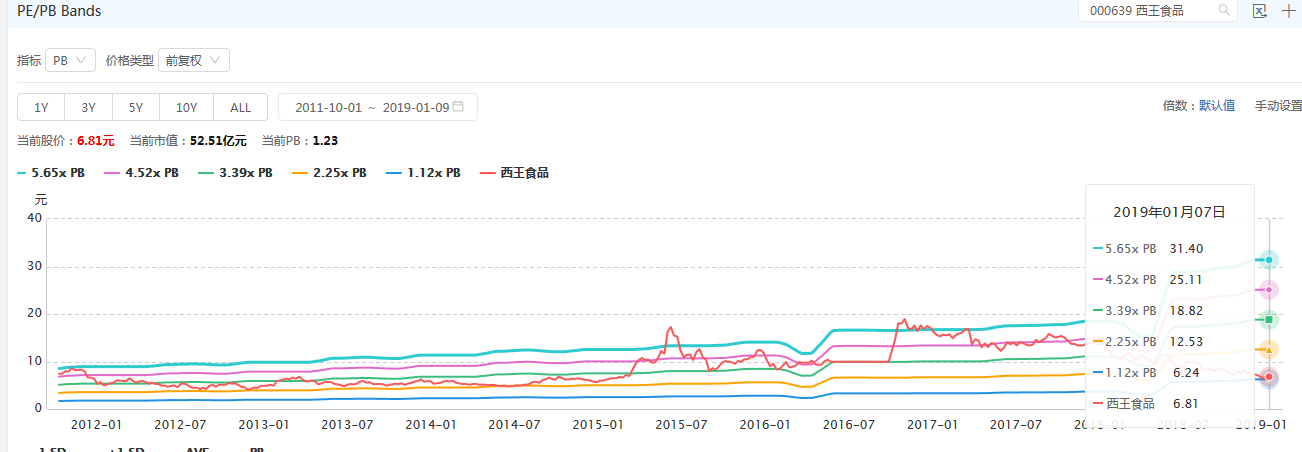 PE/PB Bands
000639 西王食品
指标 PB 价格类型 前复权
1Y 3Y 5Y 10Y ALL 2011-10-01 ~ 2019-01-09 倍数：默认值 手动设置
当前股价：6.81元 当前市值：52.51亿元 当前PB：1.23
5.65x PB 4.52x PB 3.39x PB 2.25x PB 1.12x PB 西王食品
元
40
30
20
10
0
2019年01月07日
5.65x PB 31.40
4.52x PB 25.11
3.39x PB 18.82
2.25x PB 12.53
1.12x PB 6.24
西王食品 6.81
2012-01 2012-07 2013-01 2013-07 2014-01 2014-07 2015-01 2015-07 2016-01 2016-07 2017-01 2017-07 2018-01 2018-07 2019-01